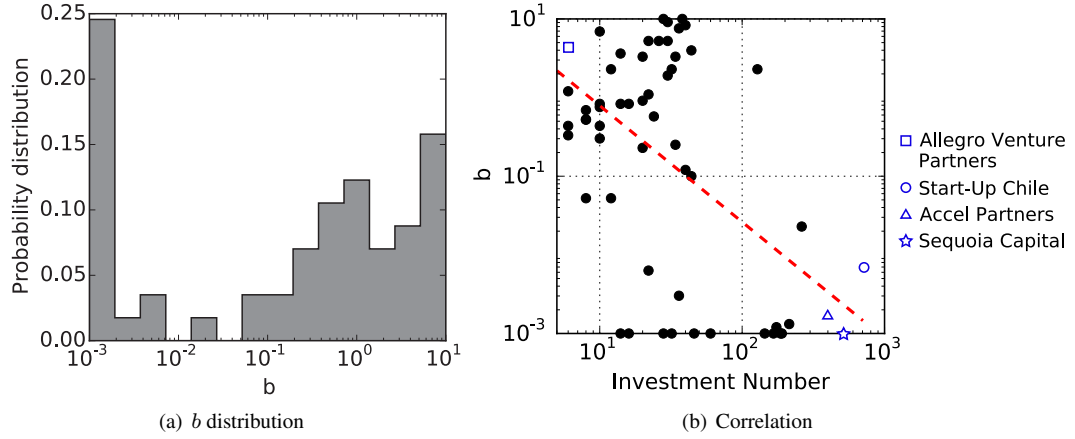 0.25
0.20
0.15
0.10
0.05
0.00
Probability distribution
10^-3
10^-2
10^-1
10^0
10^1
b
(a) b distribution
10^1
10^-1
10^-3
b
10^1
10^2
10^3
Investment Number
Allegro Venture
Partners
Start-Up Chile
Accel Partners
Sequoia Capital
(b) Correlation